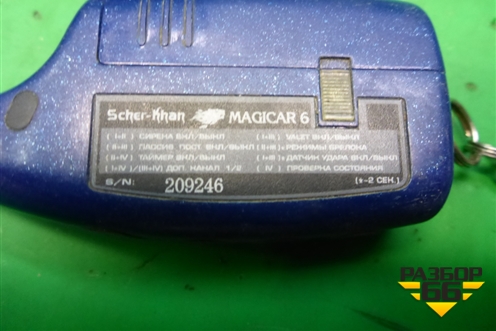 Scher-Khan MAGICAR 6
( I+II ) СИРЕНА ВКЛ/ВЫКЛ ( I+III ) VALET ВКЛ/ВЫКЛ
( II+III ) ПАССИВ. ПОСТ. ВКЛ/ВЫКЛ ( II+III ) РЕЖИМЫ БРЕЛОКА
( II+IV ) ТАЙМЕР ВКЛ/ВЫКЛ ДАТЧИК УДАРА ВКЛ/ВЫКЛ
ДОП. КАНАЛ 1/2 ( IV ) ПРОВЕРКА СОСТОЯНИЯ
S/N: 209246 (*-2 СЕК.)
РАЗБОР
66